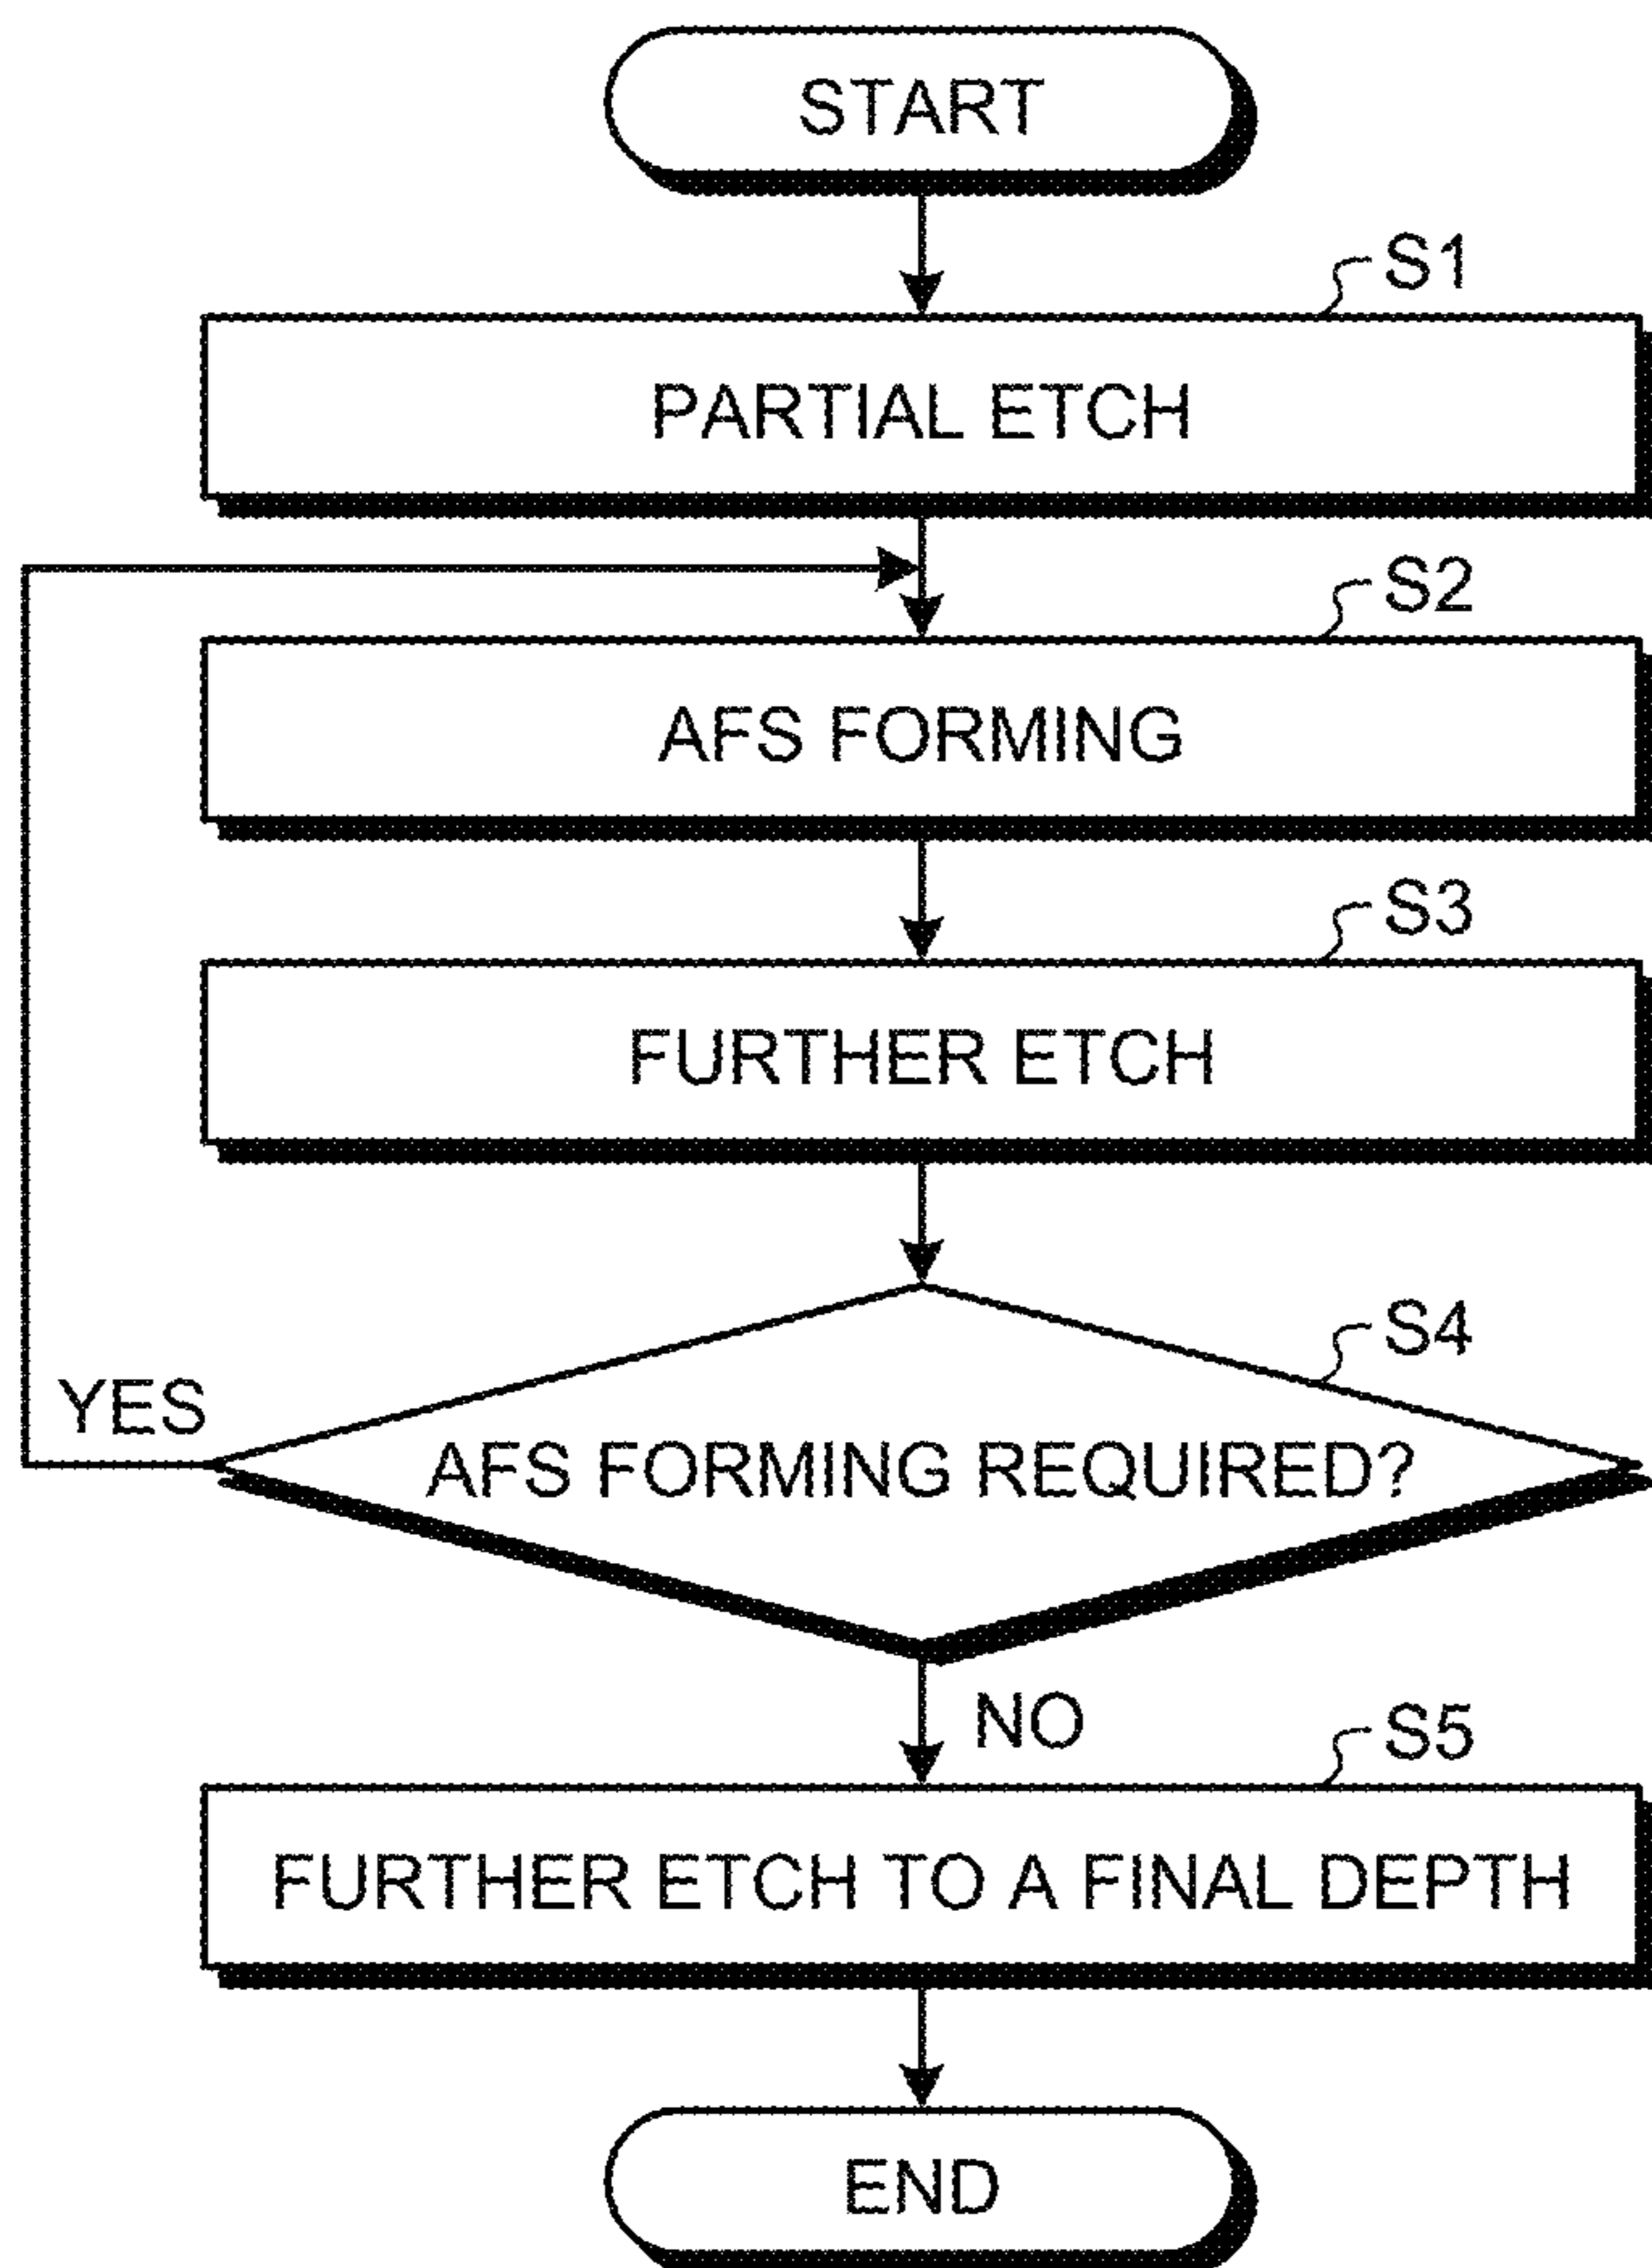 START
S1
PARTIAL ETCH
S2
AFS FORMING
S3
FURTHER ETCH
S4
YES
AFS FORMING REQUIRED?
NO
S5
FURTHER ETCH TO A FINAL DEPTH
END